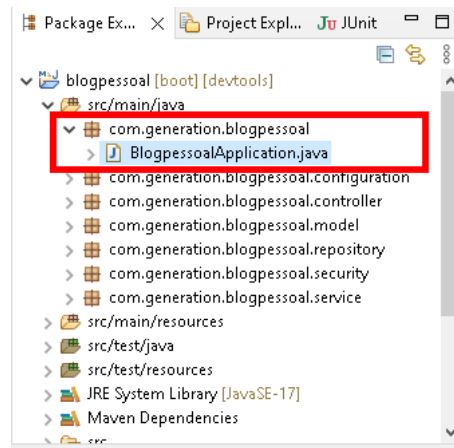 Package Ex... Project Expl... JUnit
blogpessoal [boot] [devtools]
src/main/java
com.generation.blogpessoal
BlogpessoalApplication.java
com.generation.blogpessoal.configuration
com.generation.blogpessoal.controller
com.generation.blogpessoal.model
com.generation.blogpessoal.repository
com.generation.blogpessoal.security
com.generation.blogpessoal.service
src/main/resources
src/test/java
src/test/resources
JRE System Library [JavaSE-17]
Maven Dependencies
src